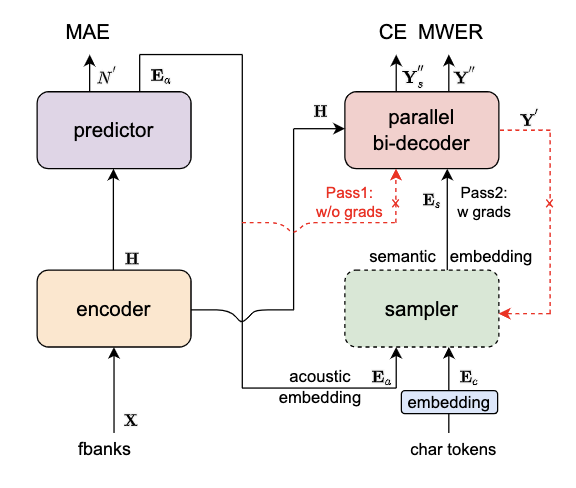 MAE
CE MWER
N′
E_a
Y″_s
Y″
predictor
H
parallel
bi-decoder
Y′
Pass1:
w/o grads
E_s
Pass2:
w grads
H
semantic embedding
encoder
sampler
acoustic
embedding
E_a
E_c
embedding
X
fbanks
char tokens